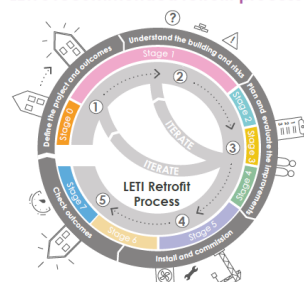 Define the project and outcomes
Understand the building and risks
Plan and evaluate the improvements
Install and commission
Check outcomes
Stage 0
Stage 1
Stage 2
Stage 3
Stage 4
Stage 5
Stage 6
Stage 7
1
2
3
4
5
ITERATE
ITERATE
LETI Retrofit
Process
?